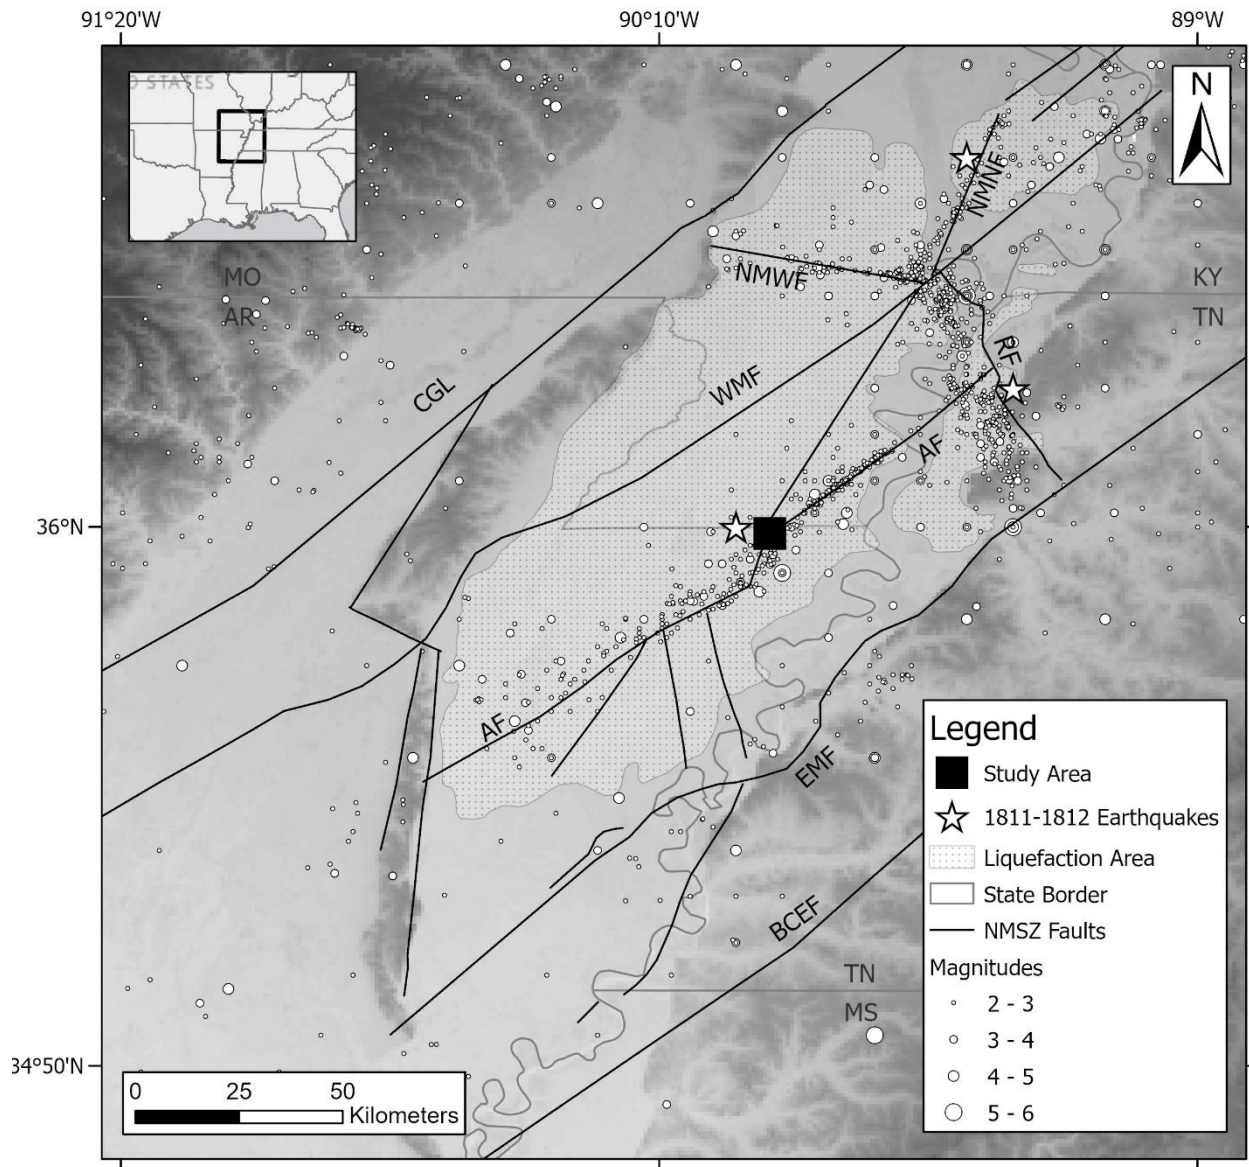 91°20'W
90°10'W
89°W
D STATES
N
NMNF
MO
AR
NMWF
KY
TN
RF
CGL
WMF
AF
36°N
AF
EMF
BCEF
TN
MS
34°50'N
Legend
Study Area
1811-1812 Earthquakes
Liquefaction Area
State Border
NMSZ Faults
Magnitudes
2 - 3
3 - 4
4 - 5
5 - 6
0 25 50
Kilometers